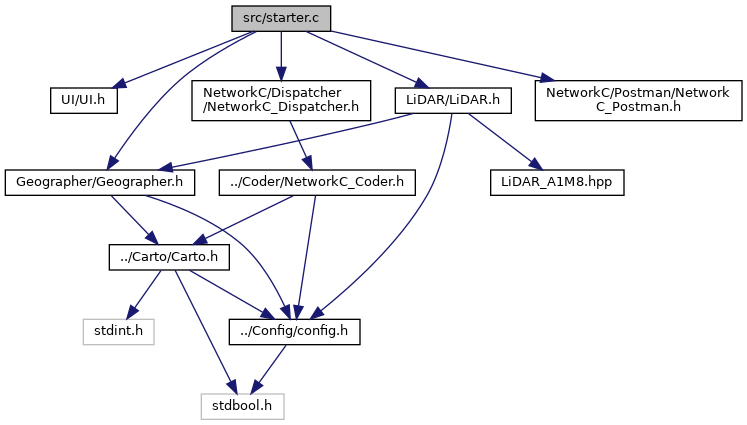 src/starter.c
UI/UI.h
NetworkC/Dispatcher
/NetworkC_Dispatcher.h
LiDAR/LiDAR.h
NetworkC/Postman/Network
C_Postman.h
Geographer/Geographer.h
../Coder/NetworkC_Coder.h
LiDAR_A1M8.hpp
../Carto/Carto.h
stdint.h
../Config/config.h
stdbool.h